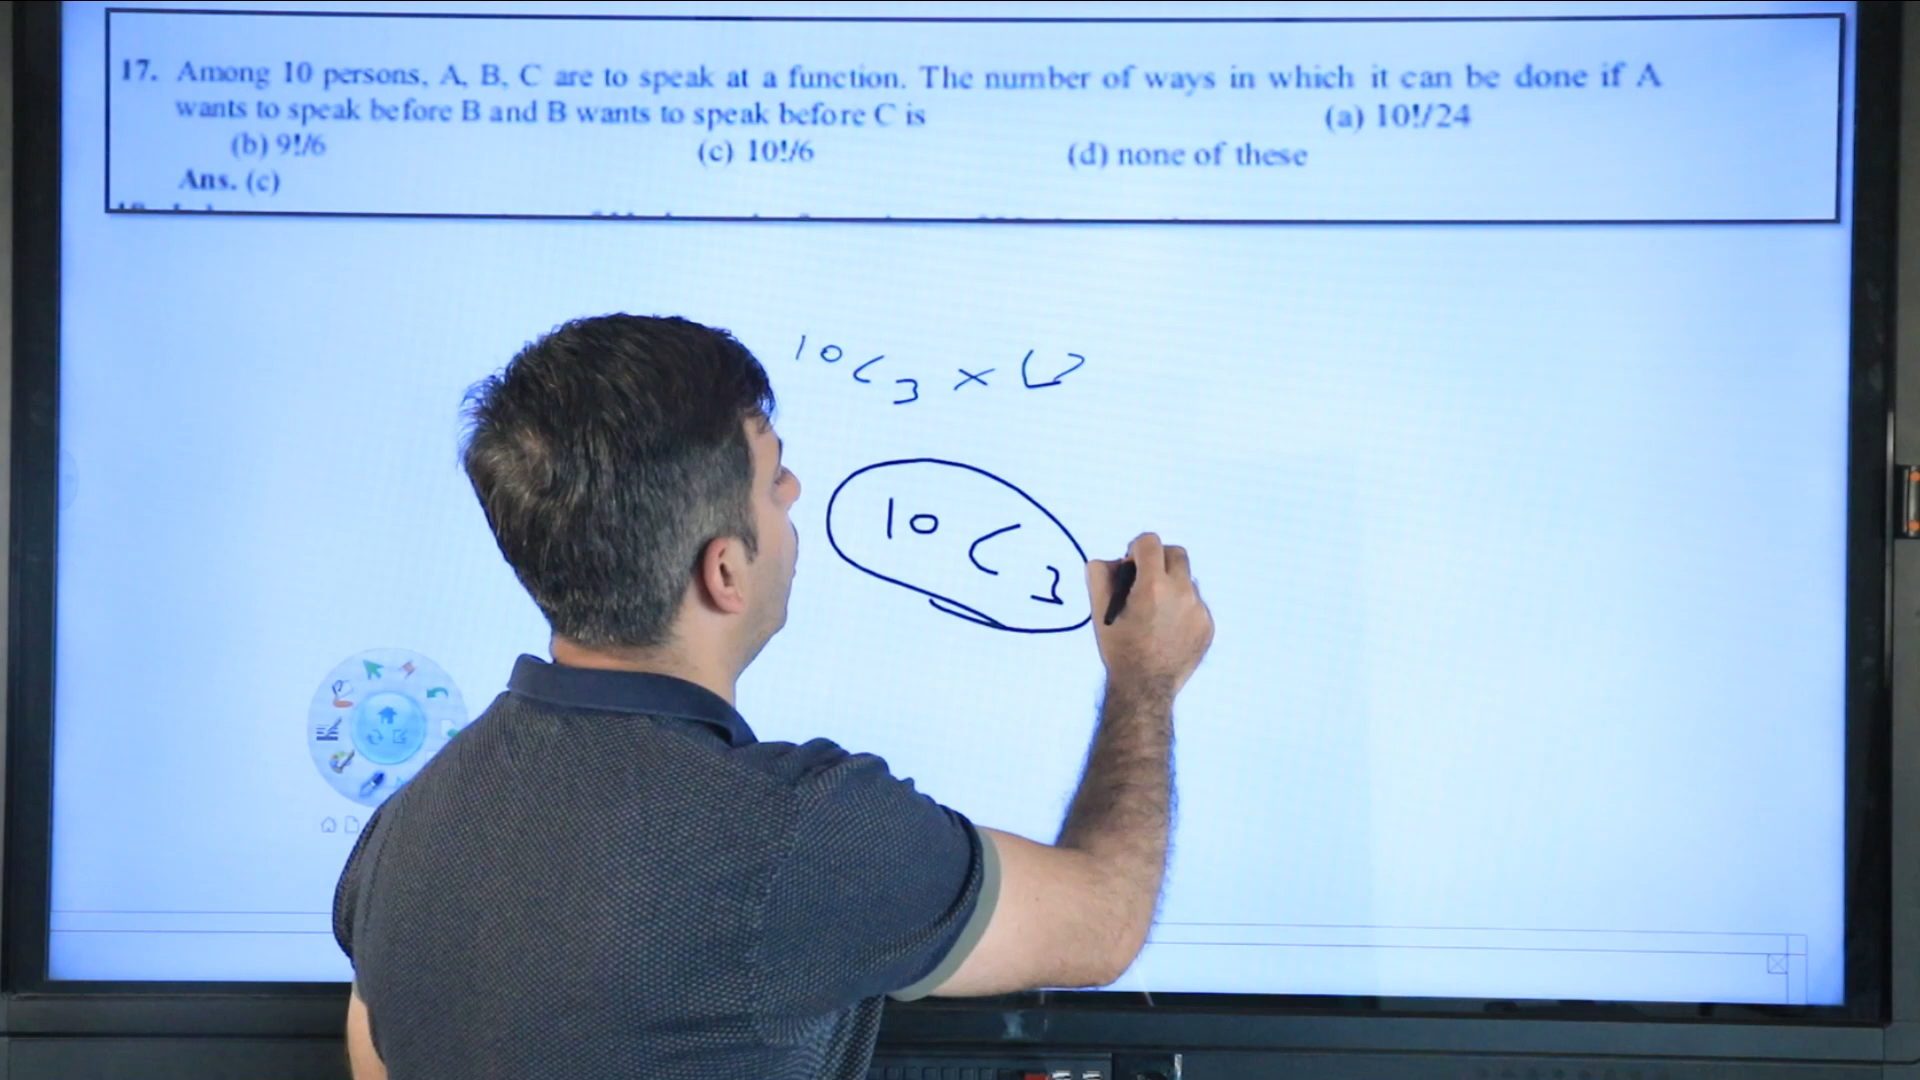 17. Among 10 persons, A, B, C are to speak at a function. The number of ways in which it can be done if A
wants to speak before B and B wants to speak before C is (a) 10!/24
(b) 9!/6 (c) 10!/6 (d) none of these
Ans. (c)
10C3 × 7
10C3